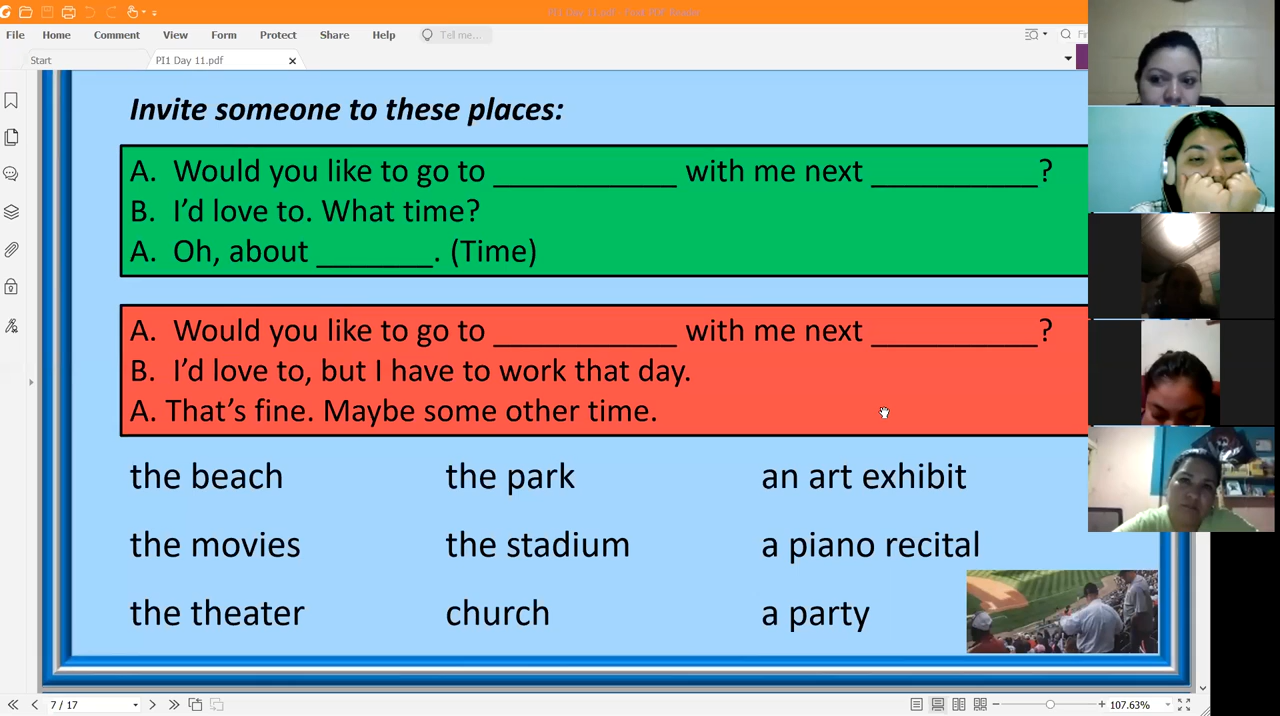 File Home Comment View Form Protect Share Help Tell me...
Start PI1 Day 11.pdf
Invite someone to these places:
A. Would you like to go to ___________ with me next __________?
B. I’d love to. What time?
A. Oh, about _______. (Time)
A. Would you like to go to ___________ with me next __________?
B. I’d love to, but I have to work that day.
A. That’s fine. Maybe some other time.
the beach the park an art exhibit
the movies the stadium a piano recital
the theater church a party
7 / 17 107.63%